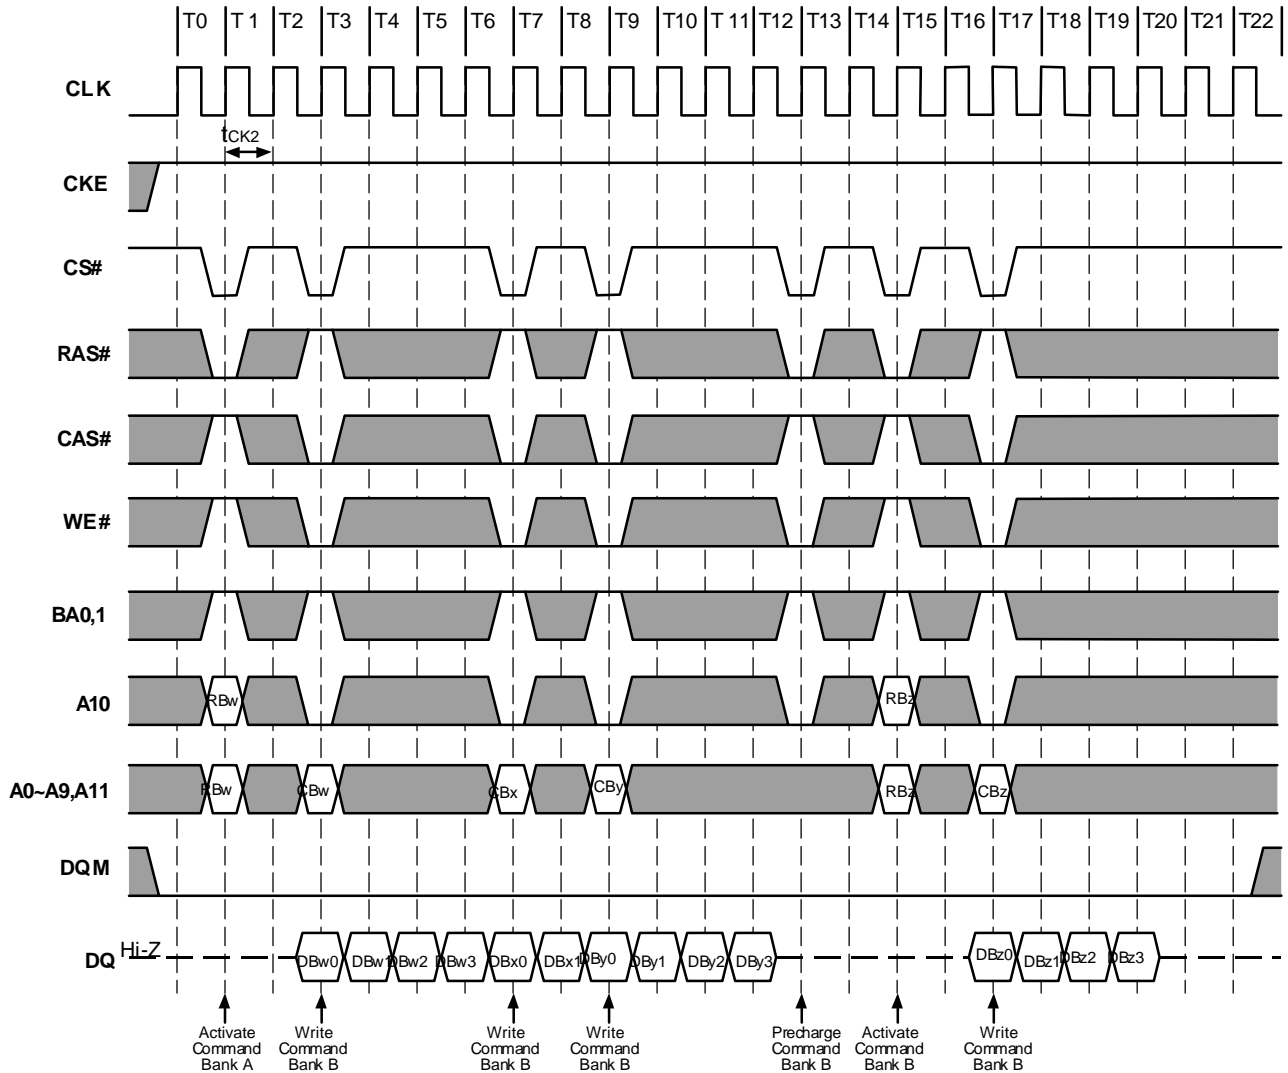 T0 T 1 T2 T3 T4 T5 T6 T7 T8 T9 T10 T 11 T12 T13 T14 T15 T16 T17 T18 T19 T20 T21 T22
CLK
tCK2
CKE
CS#
RAS#
CAS#
WE#
BA0,1
A10 RBw RBz
A0~A9,A11 RBw CBw CBx CBy RBz CBz
DQM
DQ Hi-Z DBw0 DBw1 DBw2 DBw3 DBx0 DBx1 DBy0 DBy1 DBy2 DBy3 DBz0 DBz1 DBz2 DBz3
Activate Write Write Write Precharge Activate Write
Command Command Command Command Command Command Command
Bank A Bank B Bank B Bank B Bank B Bank B Bank B